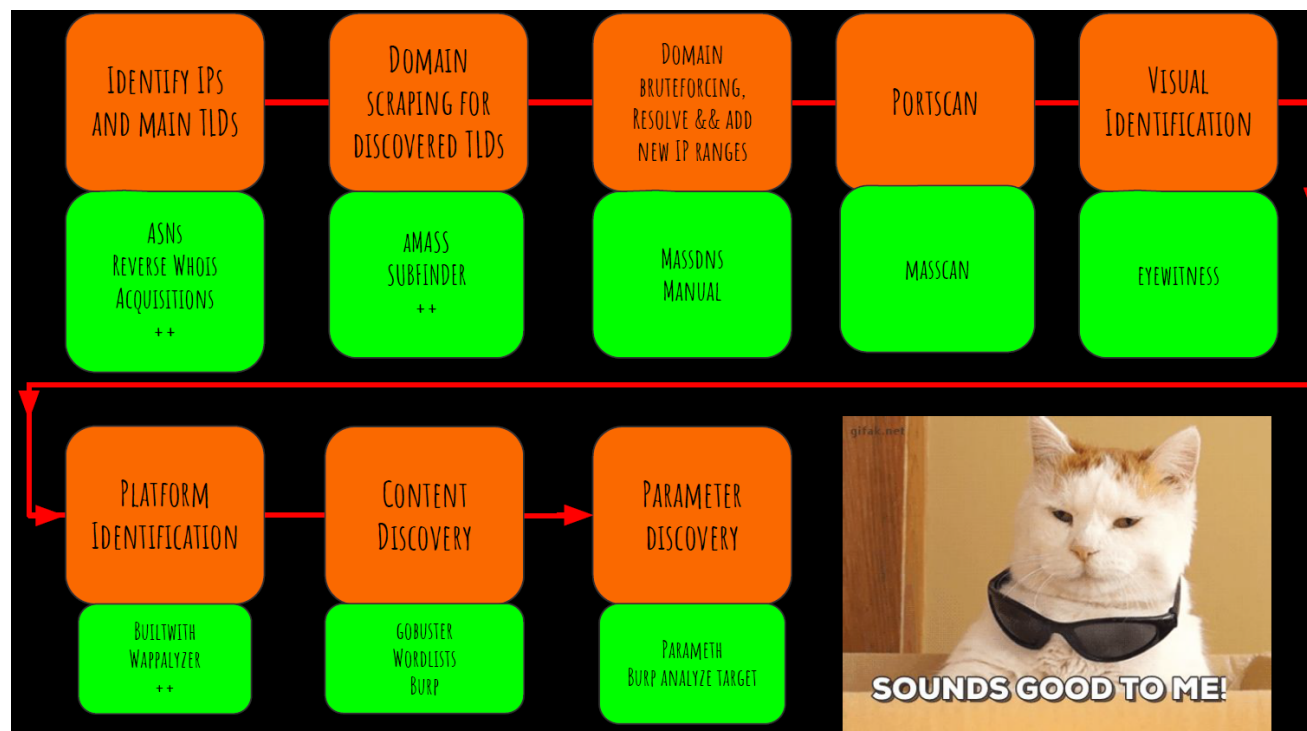 Identify IPs
and main TLDs
Domain
scraping for
discovered TLDs
Domain
bruteforcing,
Resolve && add
new IP ranges
Portscan
Visual
Identification
ASNs
Reverse Whois
Acquisitions
++
aMASS
SUBFINDER
++
Massdns
Manual
MASSCAN
EYEWITNESS
Platform
Identification
Content
Discovery
Parameter
discovery
Builtwith
Wappalyzer
++
gobuster
Wordlists
Burp
Parameth
Burp analyze target
gifak.net
SOUNDS GOOD TO ME!